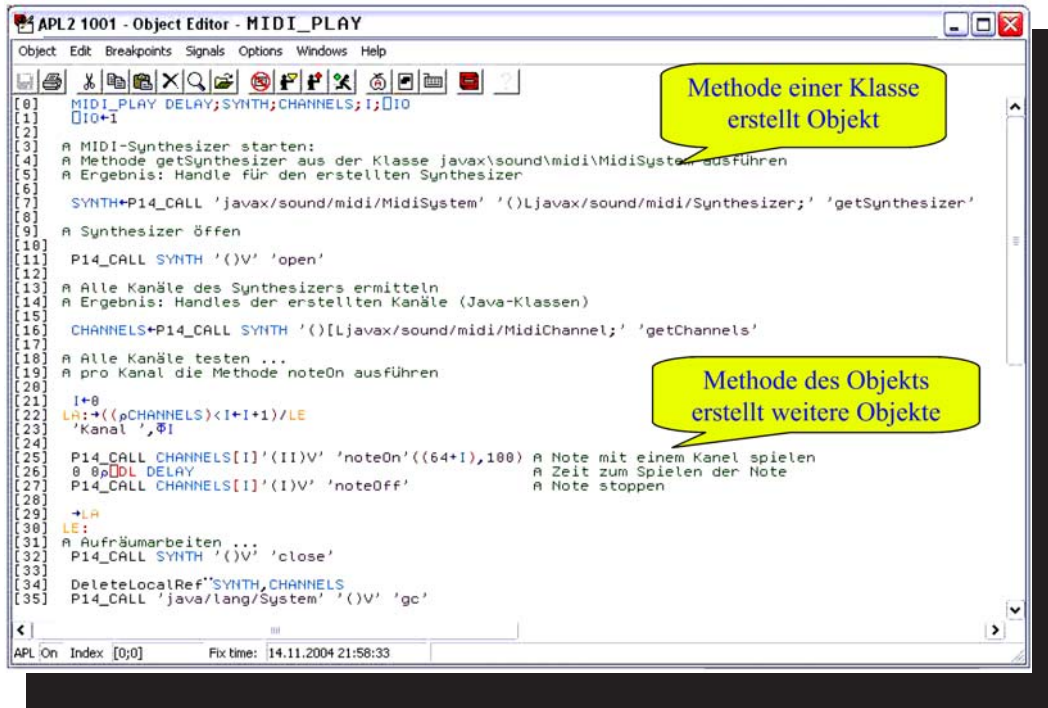 APL2 1001 - Object Editor - MIDI_PLAY
Object Edit Breakpoints Signals Options Windows Help
Methode einer Klasse
erstellt Objekt
[0] MIDI_PLAY DELAY;SYNTH;CHANNELS;I;⎕IO
[1] ⎕IO←1
[2]
[3] ⍝ MIDI-Synthesizer starten:
[4] ⍝ Methode getSynthesizer aus der Klasse javax\sound\midi\MidiSystem ausführen
[5] ⍝ Ergebnis: Handle für den erstellten Synthesizer
[6]
[7] SYNTH←P14_CALL 'javax/sound/midi/MidiSystem' '()Ljavax/sound/midi/Synthesizer;' 'getSynthesizer'
[8]
[9] ⍝ Synthesizer öffen
[10]
[11] P14_CALL SYNTH '()V' 'open'
[12]
[13] ⍝ Alle Kanäle des Synthesizers ermitteln
[14] ⍝ Ergebnis: Handles der erstellten Kanäle (Java-Klassen)
[15]
[16] CHANNELS←P14_CALL SYNTH '()[Ljavax/sound/midi/MidiChannel;' 'getChannels'
[17]
[18] ⍝ Alle Kanäle testen ...
[19] ⍝ pro Kanal die Methode noteOn ausführen
[20]
Methode des Objekts
erstellt weitere Objekte
[21] I←0
[22] LA:→((⍴CHANNELS)<I←I+1)/LE
[23] 'Kanal ',⍕I
[24]
[25] P14_CALL CHANNELS[I]'(II)V' 'noteOn'((64+I),100) ⍝ Note mit einem Kanel spielen
[26] 0 0⍴⎕DL DELAY ⍝ Zeit zum Spielen der Note
[27] P14_CALL CHANNELS[I]'(I)V' 'noteOff' ⍝ Note stoppen
[28]
[29] →LA
[30] LE:
[31] ⍝ Aufräumarbeiten ...
[32] P14_CALL SYNTH '()V' 'close'
[33]
[34] DeleteLocalRef¨SYNTH,CHANNELS
[35] P14_CALL 'java/lang/System' '()V' 'gc'
APL On Index [0;0] Fix time: 14.11.2004 21:58:33